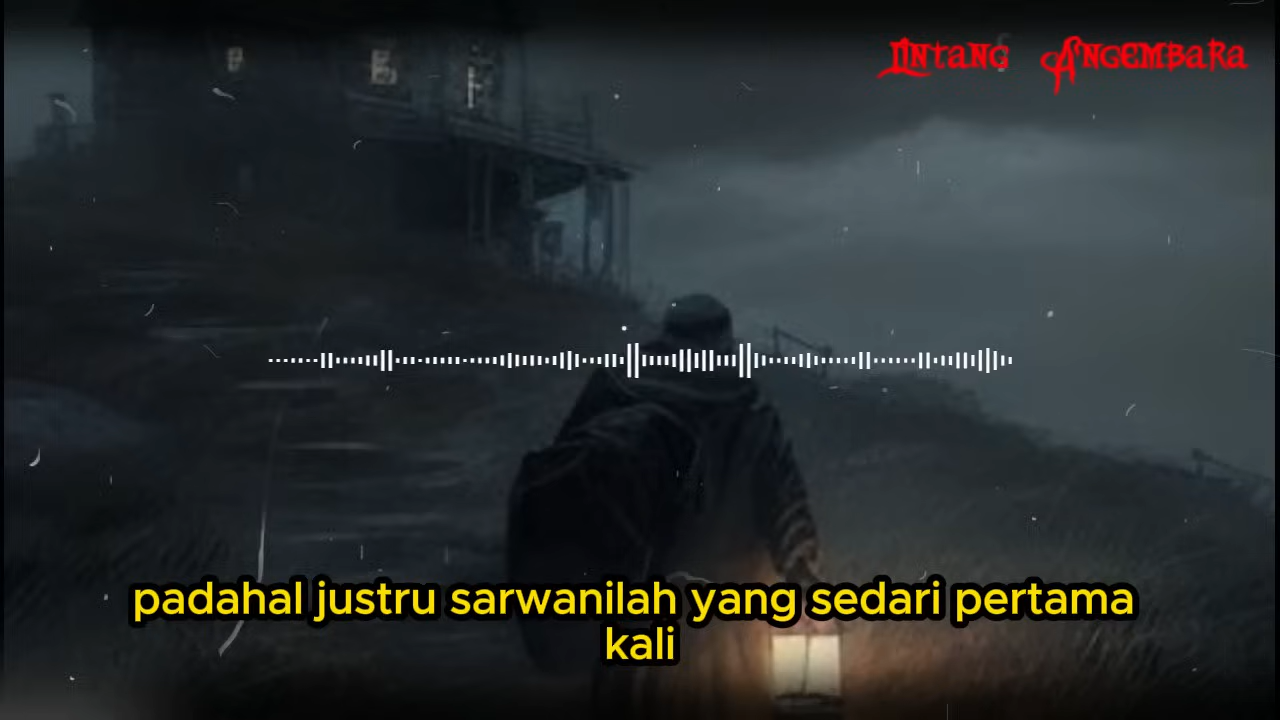 Lintang Angembara
padahal justru sarwanilah yang sedari pertama
kali